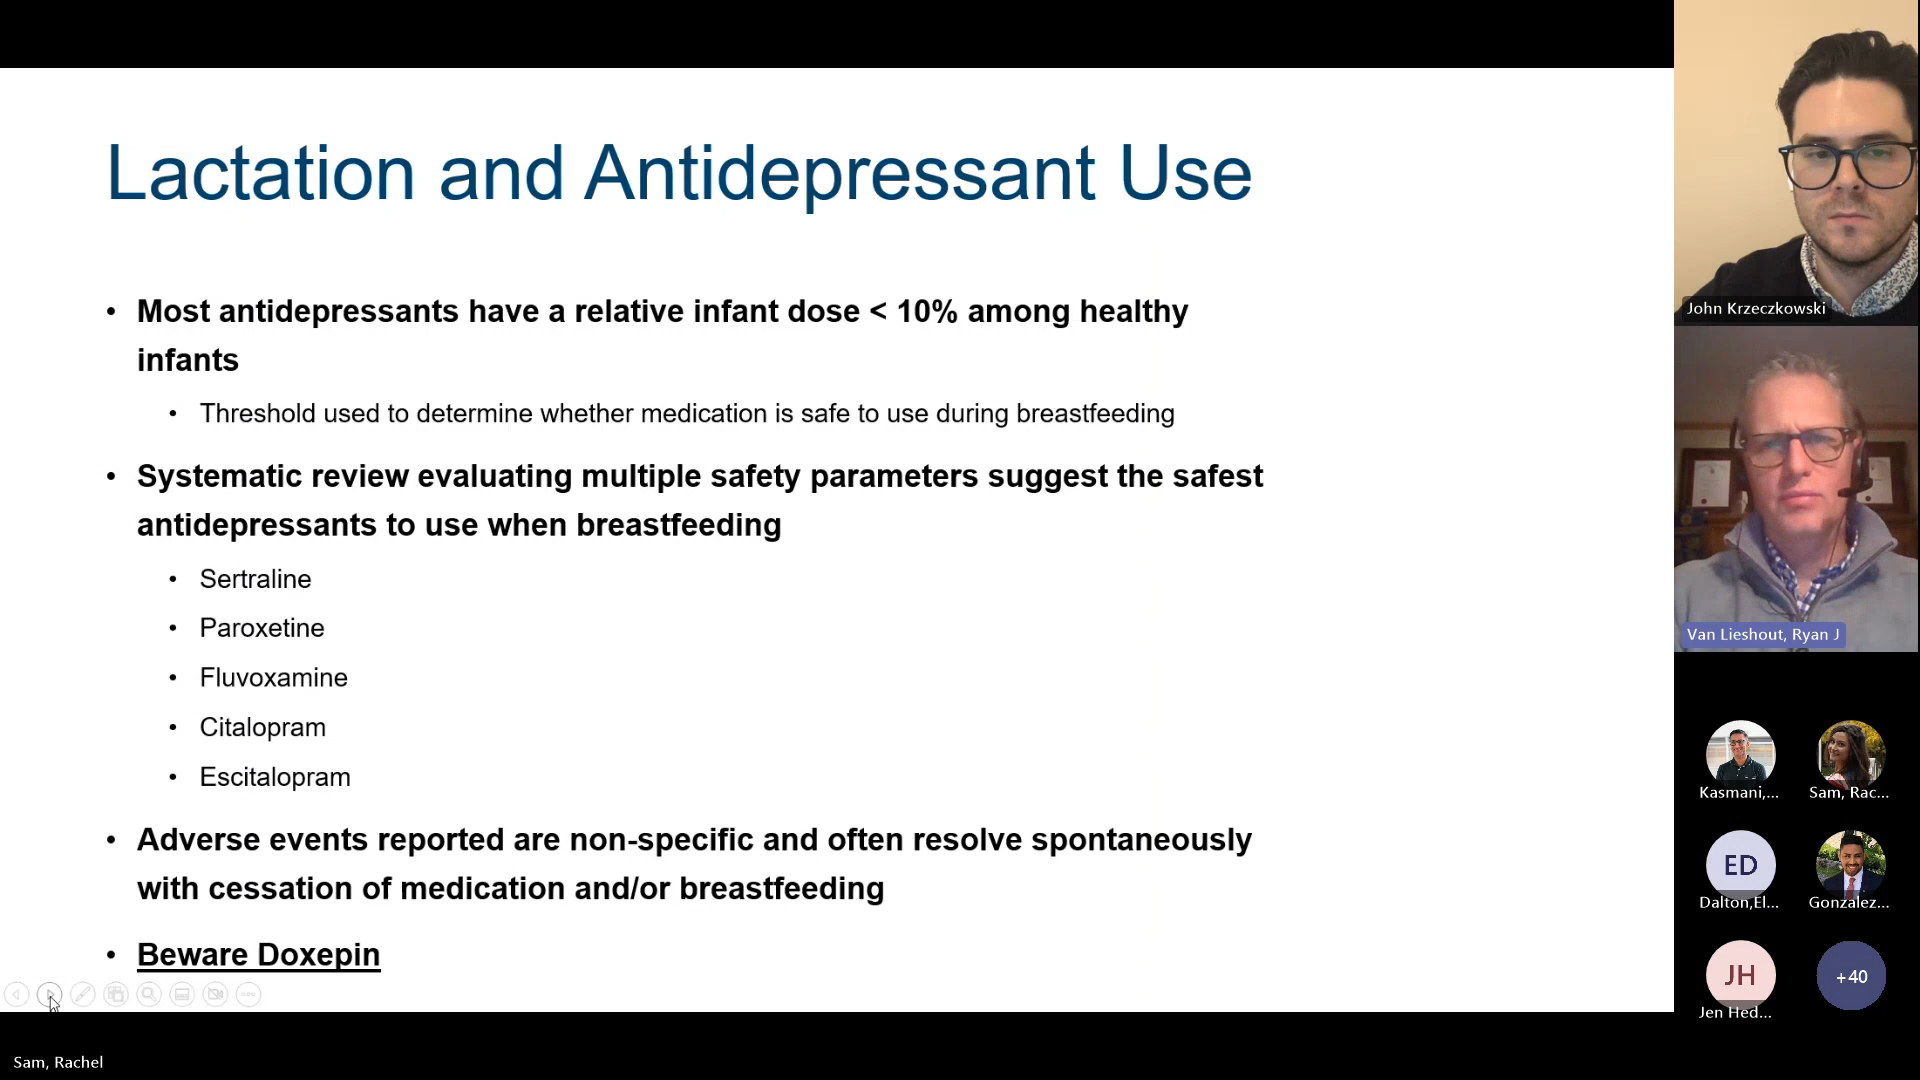 Lactation and Antidepressant Use
• Most antidepressants have a relative infant dose < 10% among healthy
infants
• Threshold used to determine whether medication is safe to use during breastfeeding
• Systematic review evaluating multiple safety parameters suggest the safest
antidepressants to use when breastfeeding
• Sertraline
• Paroxetine
• Fluvoxamine
• Citalopram
• Escitalopram
• Adverse events reported are non-specific and often resolve spontaneously
with cessation of medication and/or breastfeeding
• Beware Doxepin
Sam, Rachel
John Krzeczkowski
Van Lieshout, Ryan J
Kasmani,...
Sam, Rac...
ED
Dalton,El...
Gonzalez...
JH
Jen Hed...
+40